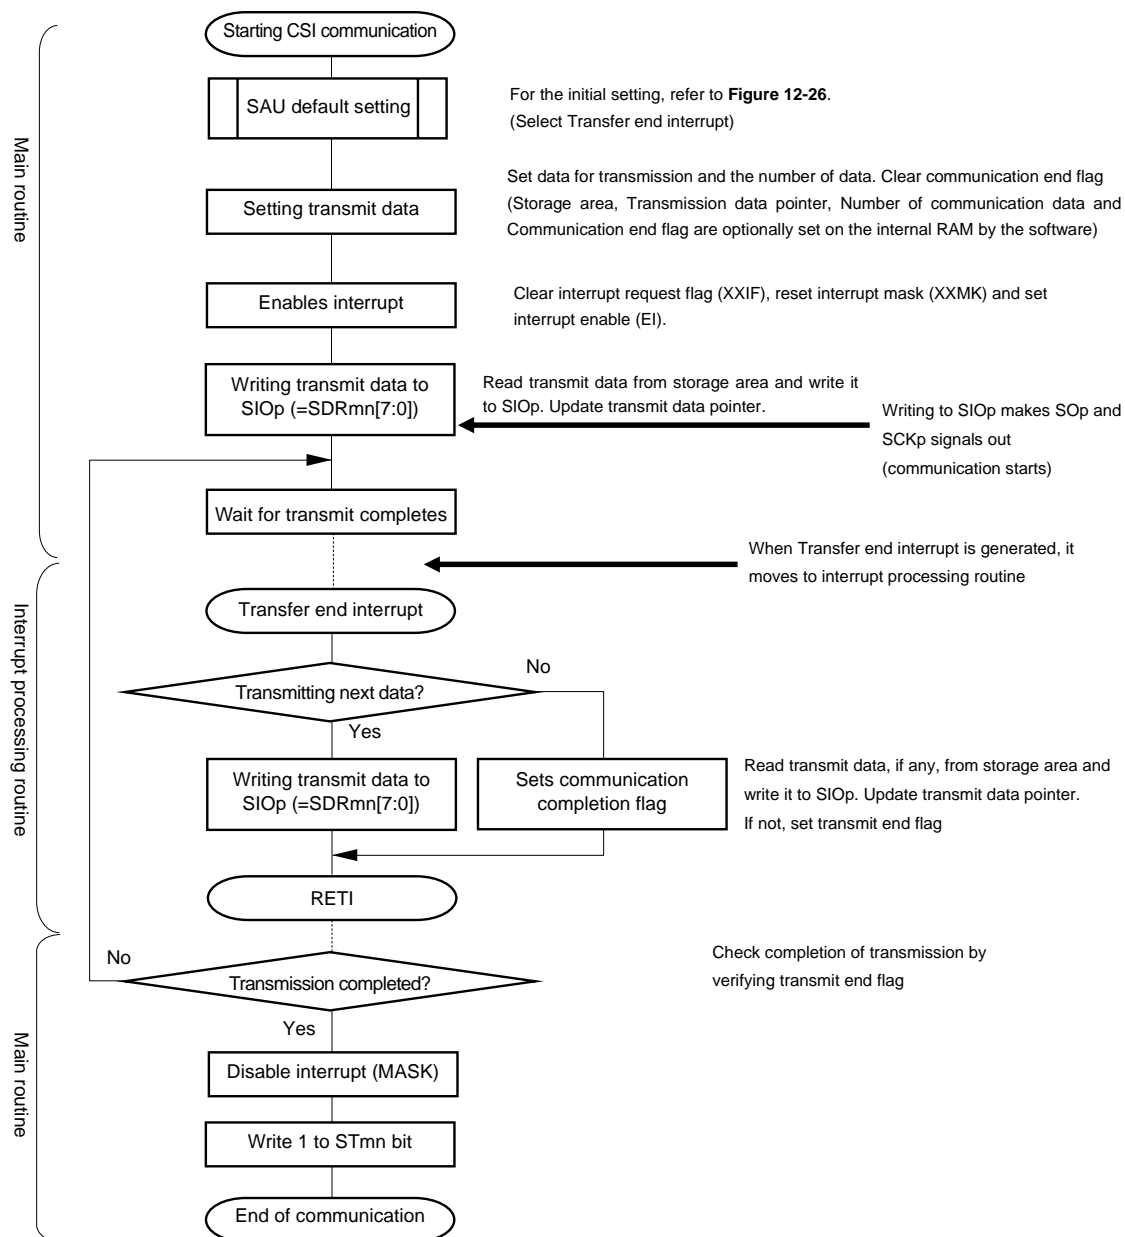 Starting CSI communication
SAU default setting
For the initial setting, refer to Figure 12-26.
(Select Transfer end interrupt)
Main routine
Setting transmit data
Set data for transmission and the number of data. Clear communication end flag
(Storage area, Transmission data pointer, Number of communication data and
Communication end flag are optionally set on the internal RAM by the software)
Enables interrupt
Clear interrupt request flag (XXIF), reset interrupt mask (XXMK) and set
interrupt enable (EI).
Writing transmit data to
SIOp (=SDRmn[7:0])
Read transmit data from storage area and write it
to SIOp. Update transmit data pointer.
Writing to SIOp makes SOp and
SCKp signals out
(communication starts)
Wait for transmit completes
When Transfer end interrupt is generated, it
moves to interrupt processing routine
Interrupt processing routine
Transfer end interrupt
No
Transmitting next data?
Yes
Writing transmit data to
SIOp (=SDRmn[7:0])
Sets communication
completion flag
Read transmit data, if any, from storage area and
write it to SIOp. Update transmit data pointer.
If not, set transmit end flag
RETI
No
Transmission completed?
Check completion of transmission by
verifying transmit end flag
Yes
Main routine
Disable interrupt (MASK)
Write 1 to STmn bit
End of communication